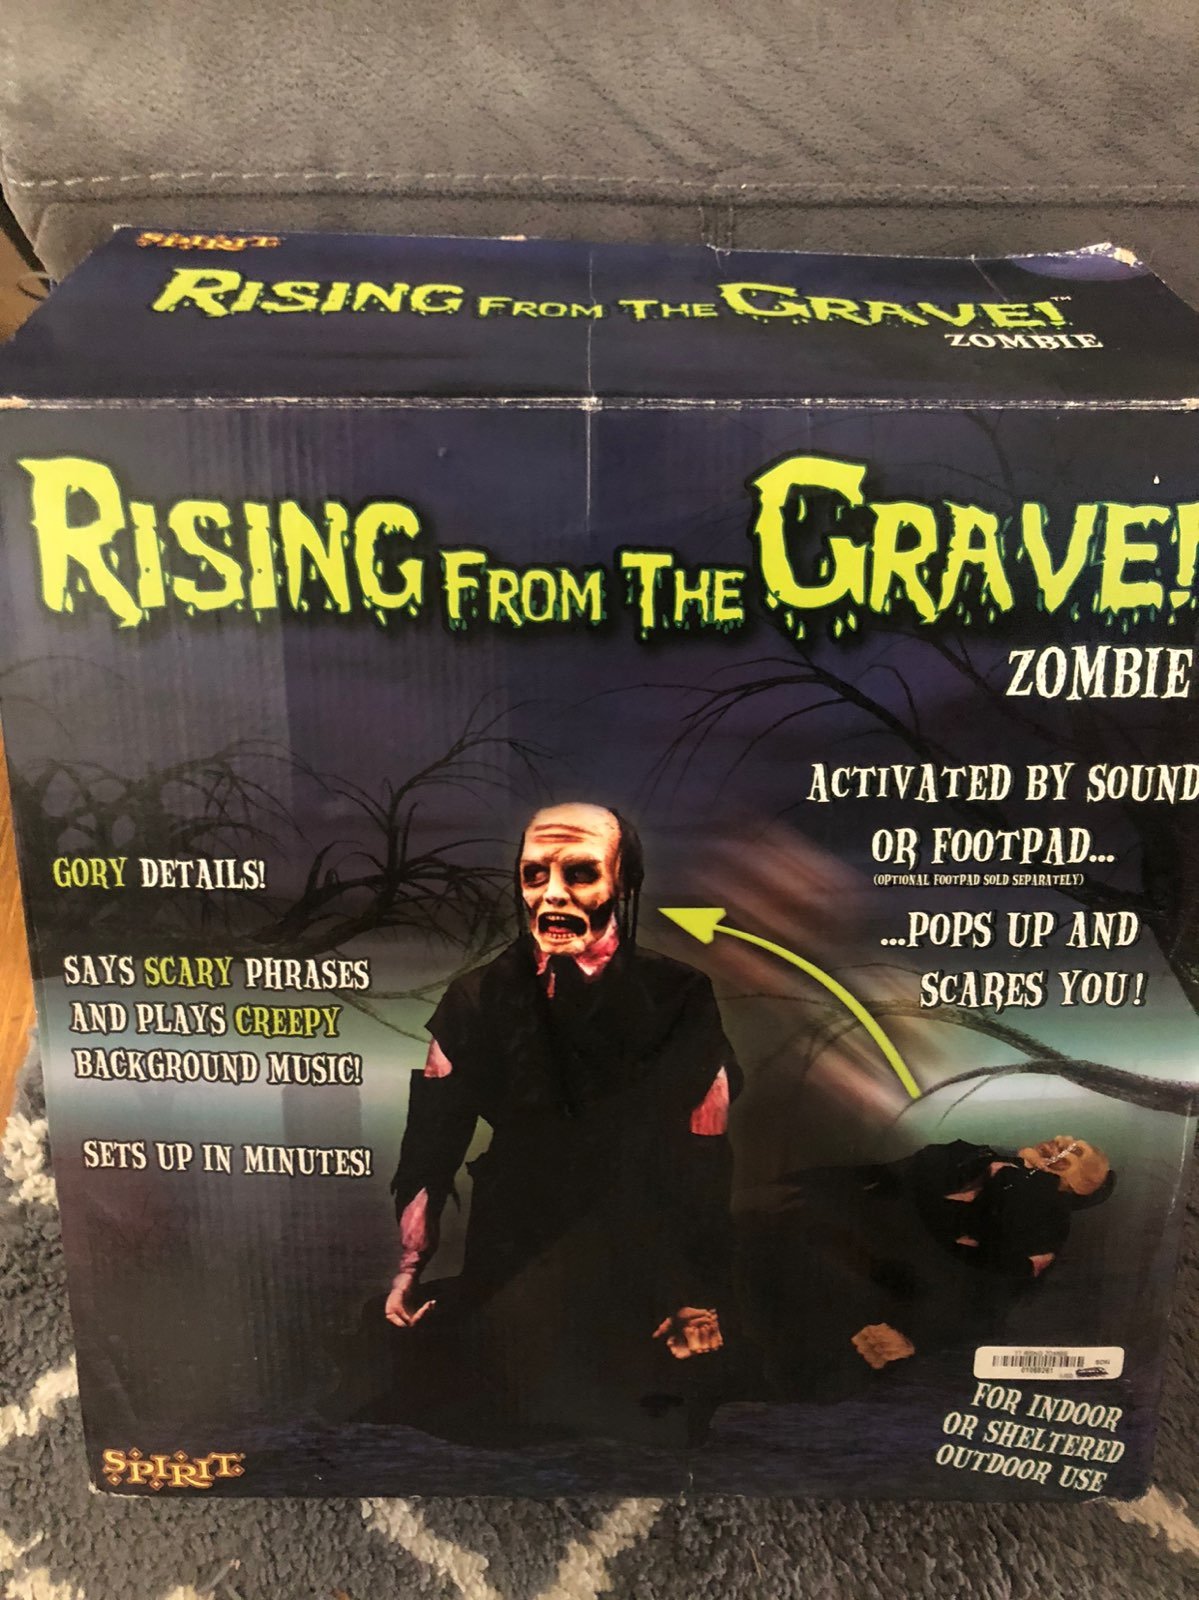 SPIRIT
RISING FROM THE GRAVE!™
ZOMBIE
RISING FROM THE GRAVE!
ZOMBIE
ACTIVATED BY SOUND
OR FOOTPAD...
(OPTIONAL FOOTPAD SOLD SEPARATELY)
...POPS UP AND
SCARES YOU!
GORY DETAILS!
SAYS SCARY PHRASES
AND PLAYS CREEPY
BACKGROUND MUSIC!
SETS UP IN MINUTES!
FOR INDOOR
OR SHELTERED
OUTDOOR USE
SPIRIT